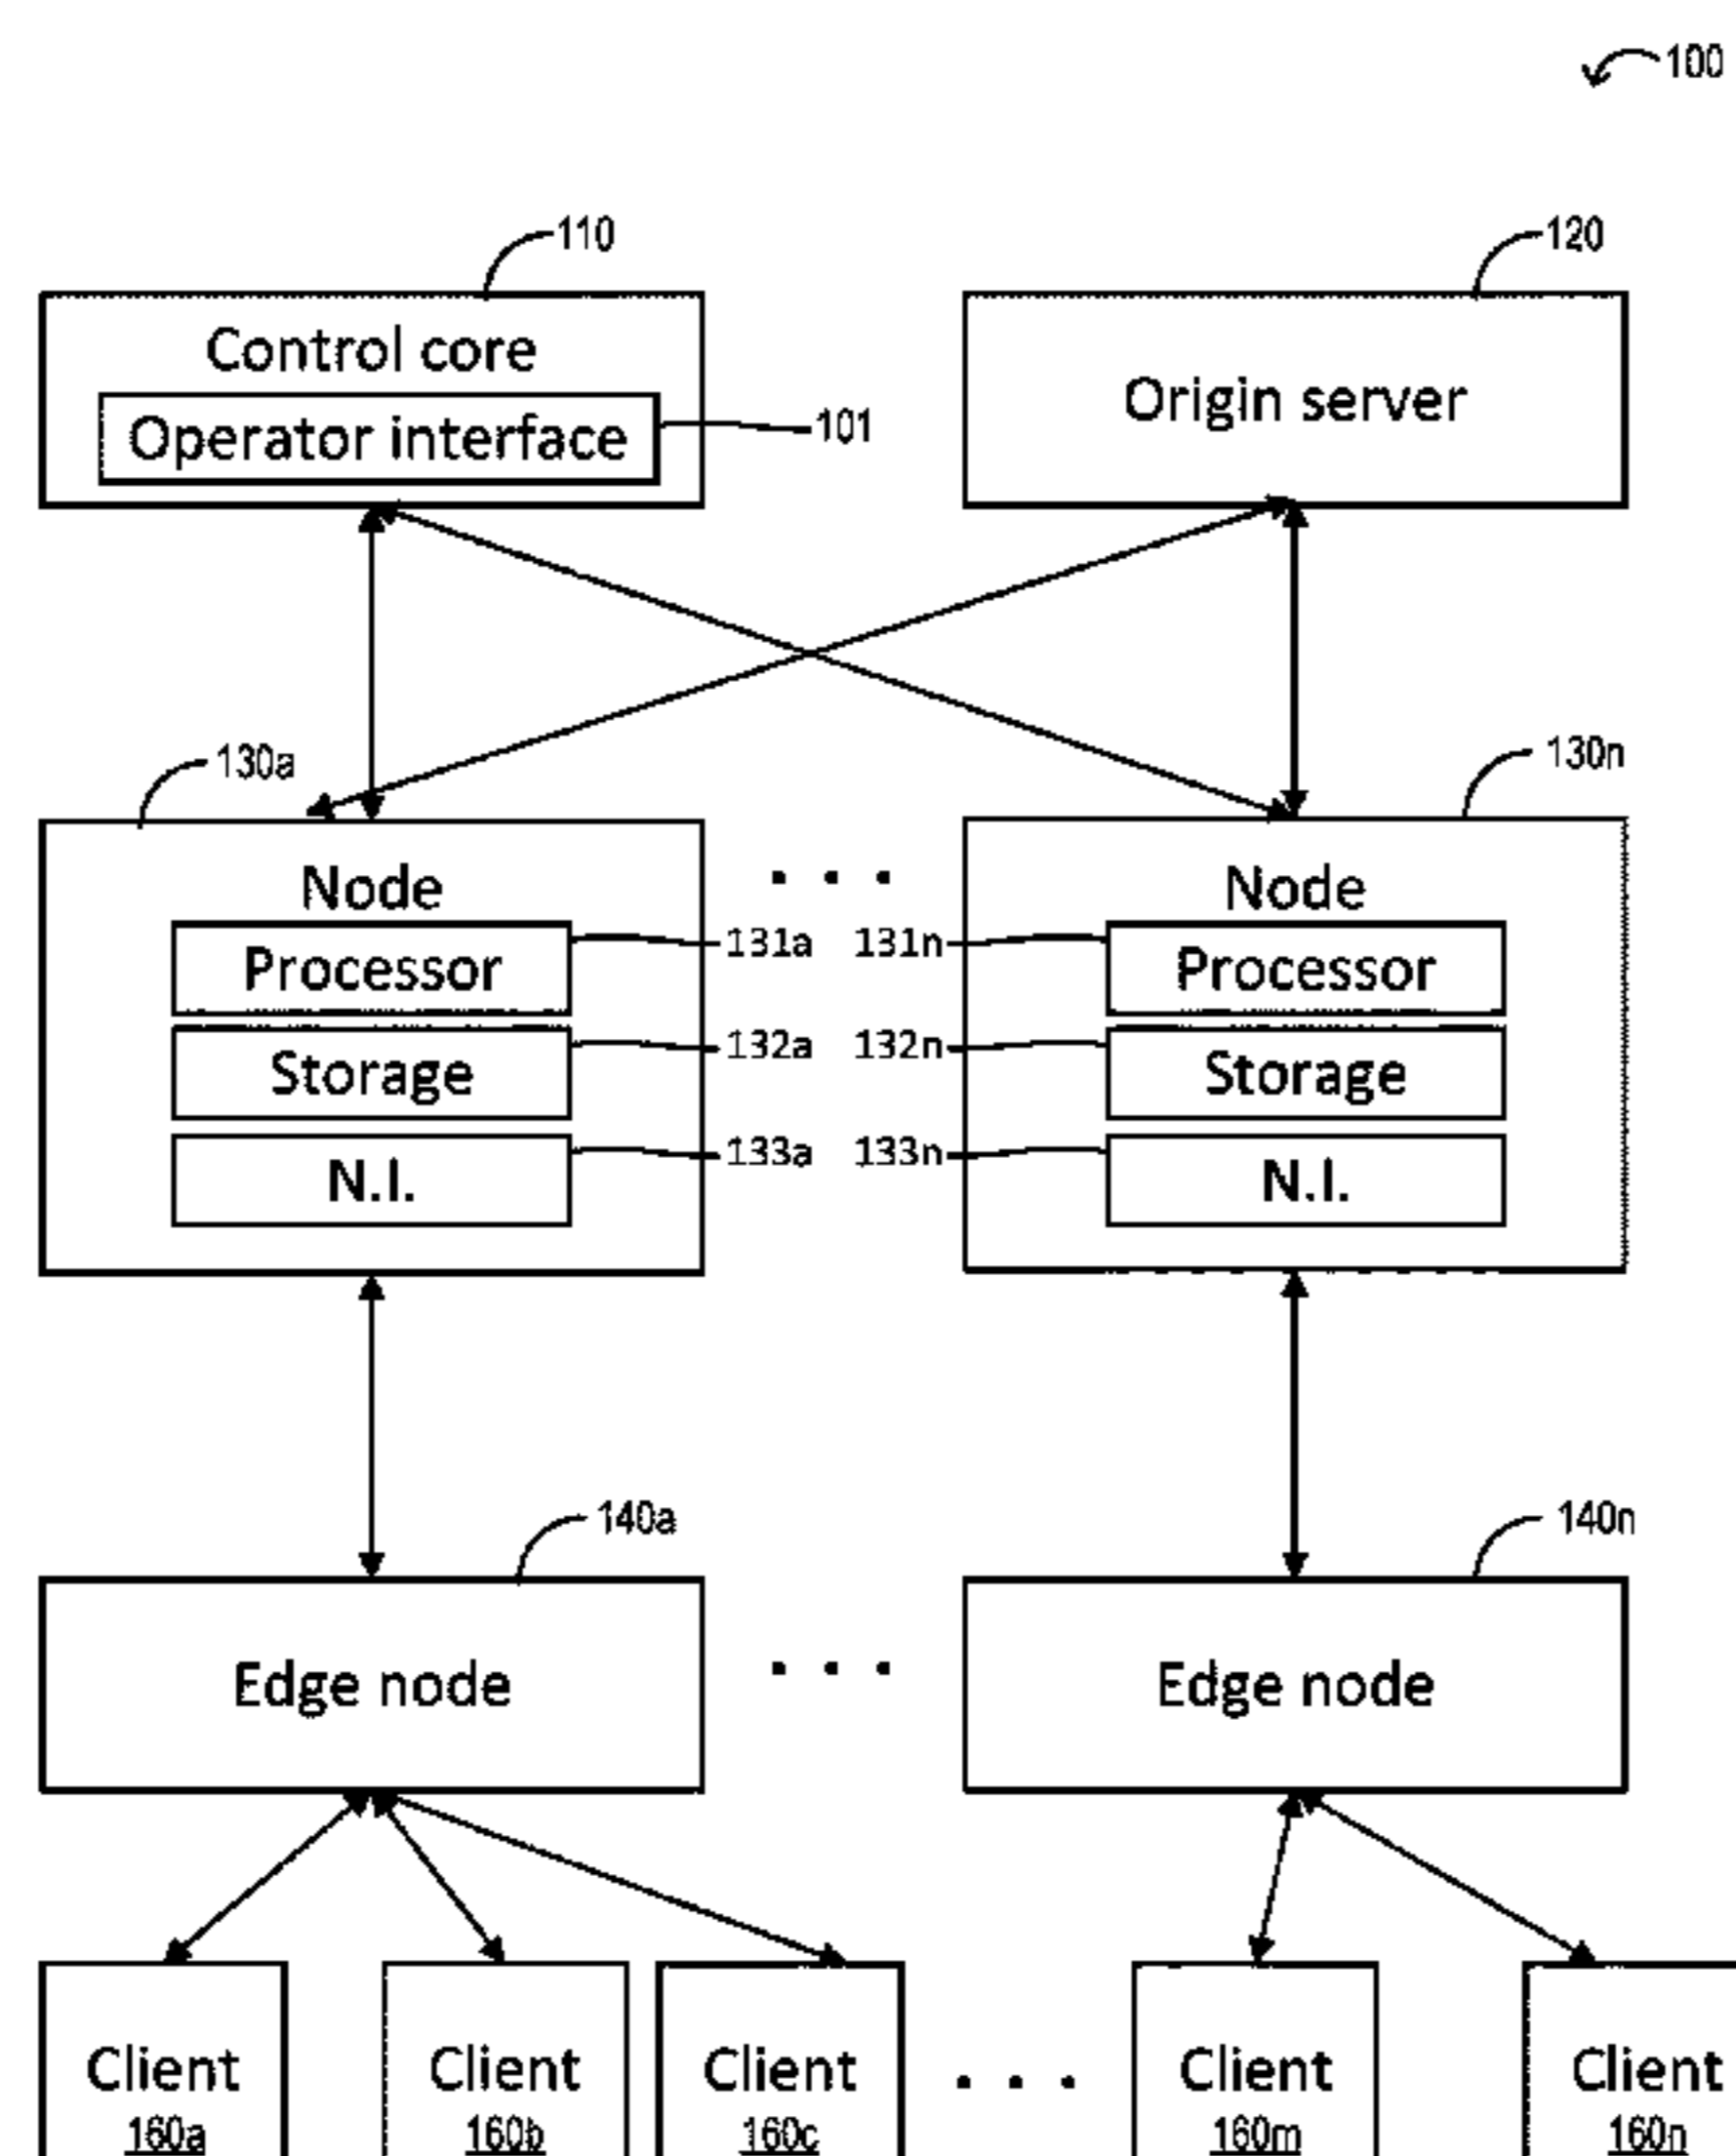 100
110
120
Control core
Operator interface
101
Origin server
130a
130n
Node
Node
Processor
131a
131n
Processor
Storage
132a
132n
Storage
N.I.
133a
133n
N.I.
140a
140n
Edge node
Edge node
Client
Client
Client
Client
Client
160a
160b
160c
160m
160n